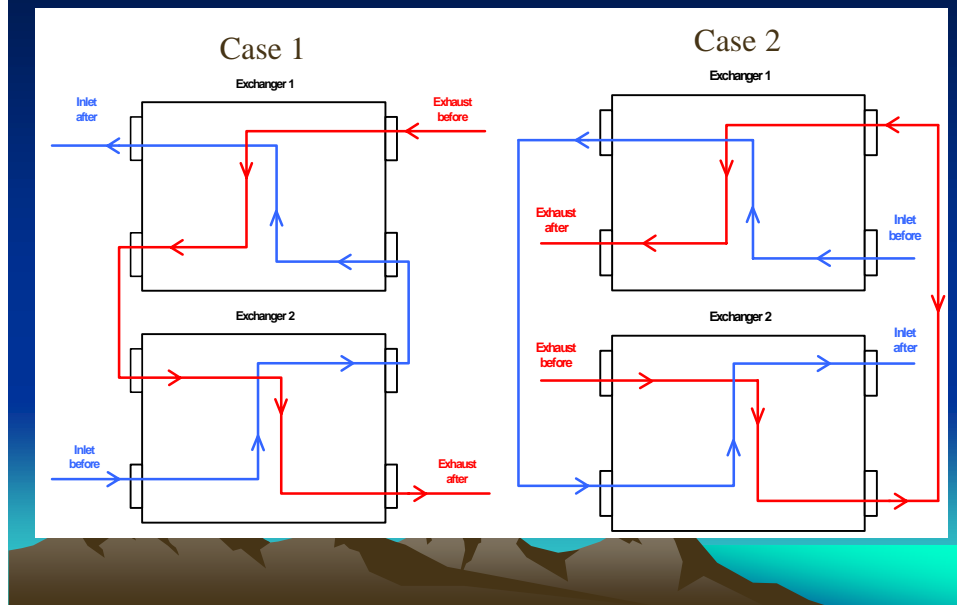 Case 1
Exchanger 1
Inlet
after
Exhaust
before
Exchanger 2
Inlet
before
Exhaust
after
Case 2
Exchanger 1
Exhaust
after
Inlet
before
Exchanger 2
Exhaust
before
Inlet
after